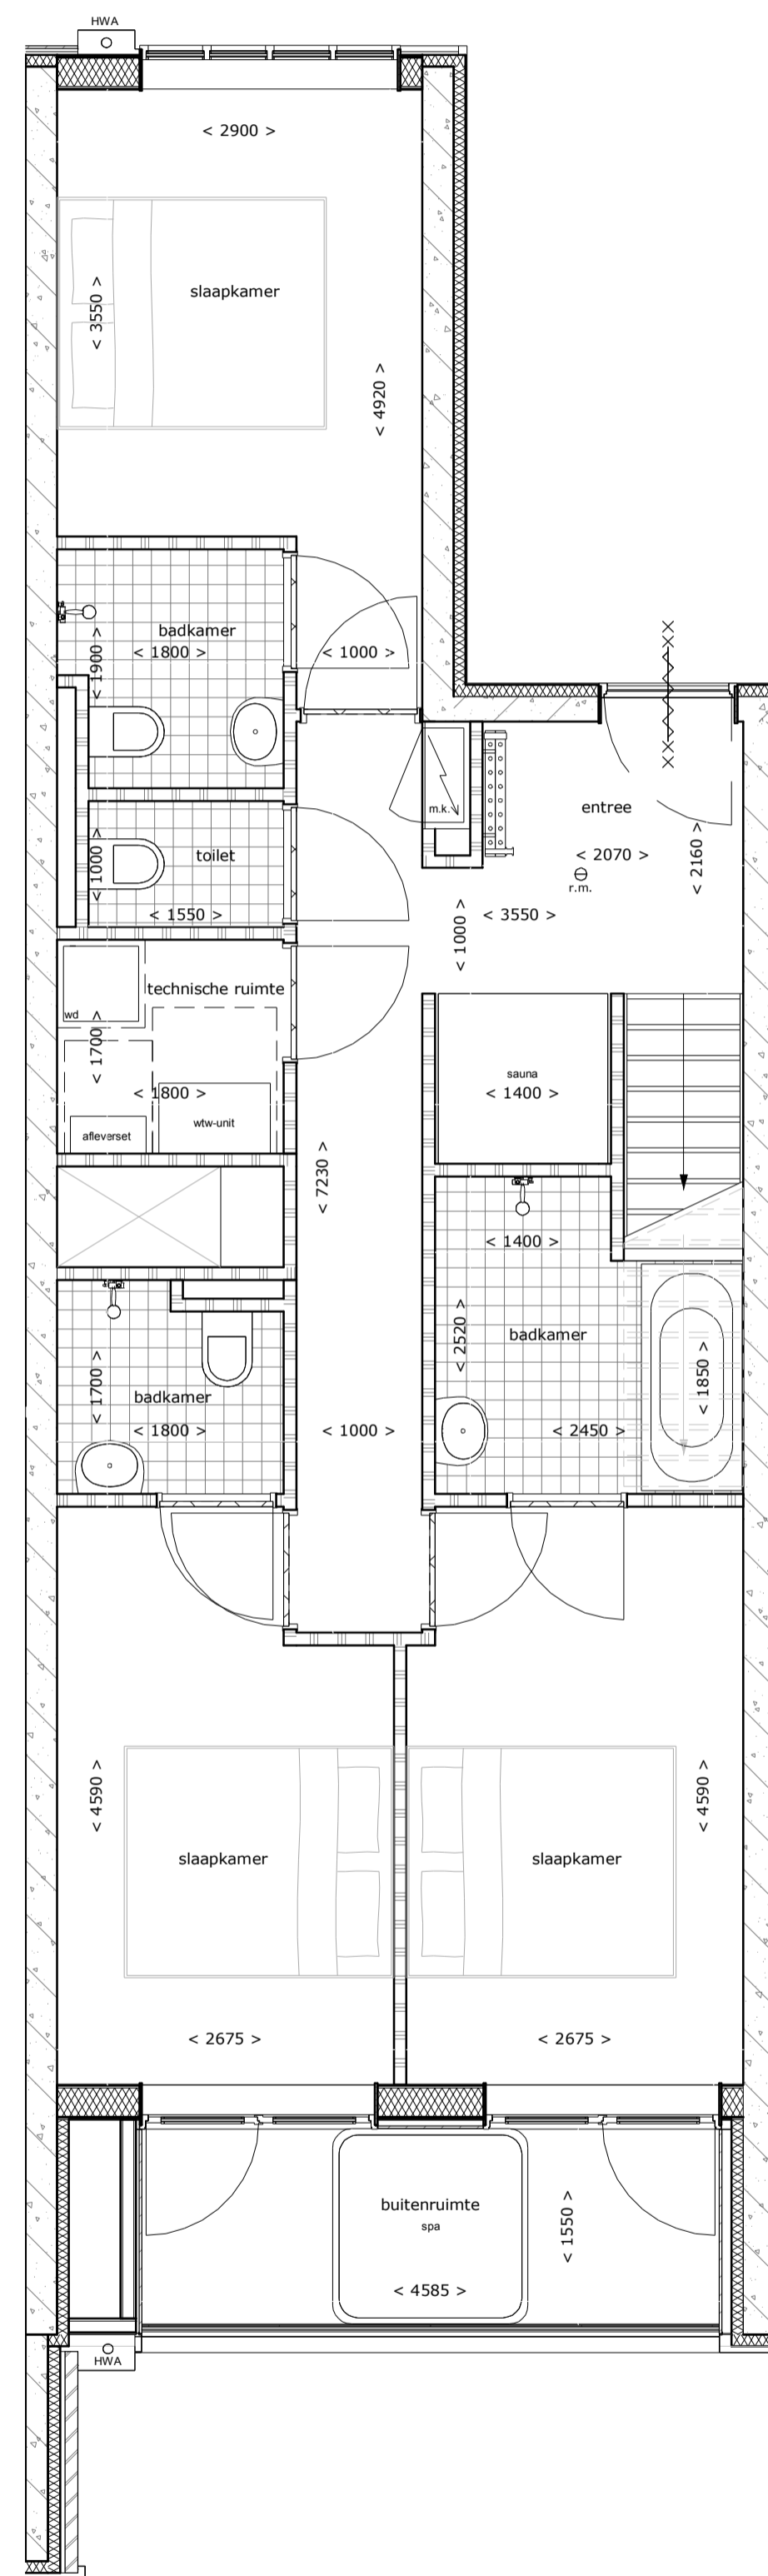 HWA
< 2900 >
slaapkamer
< 3550 >
< 4920 >
badkamer
< 1800 >
< 1900 >
< 1000 >
m.k.
entree
< 2070 >
< 2160 >
r.m.
toilet
< 1000 >
< 1550 >
< 3550 >
< 1000 >
technische ruimte
wd
< 1700 >
< 1800 >
afleverset
wtw-unit
sauna
< 1400 >
< 7230 >
< 1400 >
< 2520 >
badkamer
< 1850 >
< 2450 >
< 1700 >
badkamer
< 1800 >
< 1000 >
< 4590 >
< 4590 >
slaapkamer
slaapkamer
< 2675 >
< 2675 >
buitenruimte
spa
< 1550 >
< 4585 >
HWA